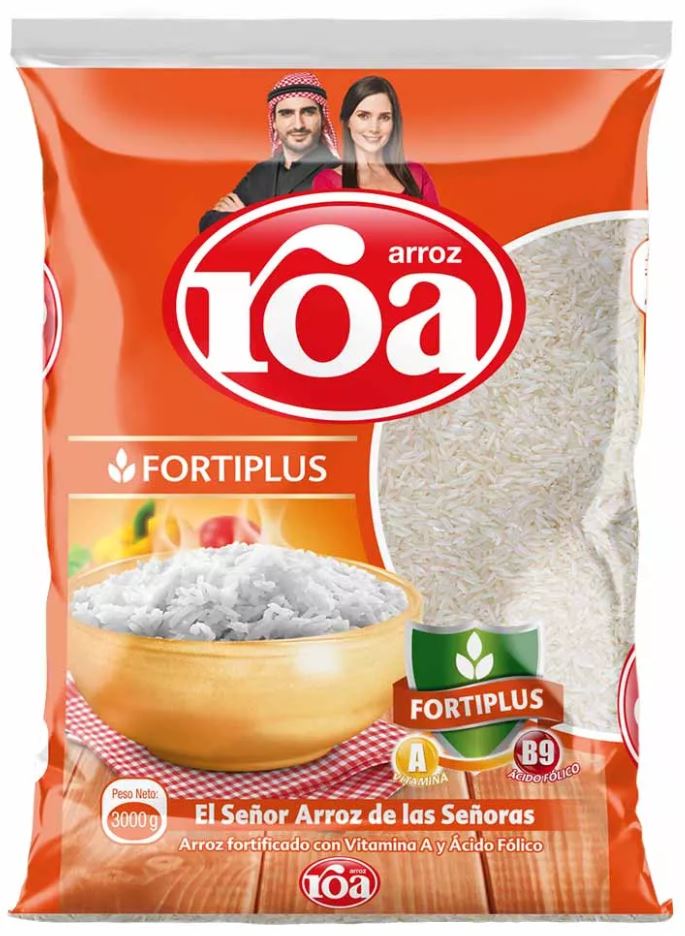 arroz
roa
FORTIPLUS
FORTIPLUS
A
VITAMINA
B9
ÁCIDO FÓLICO
Peso Neto:
3000 g
El Señor Arroz de las Señoras
Arroz fortificado con Vitamina A y Ácido Fólico
arroz
roa